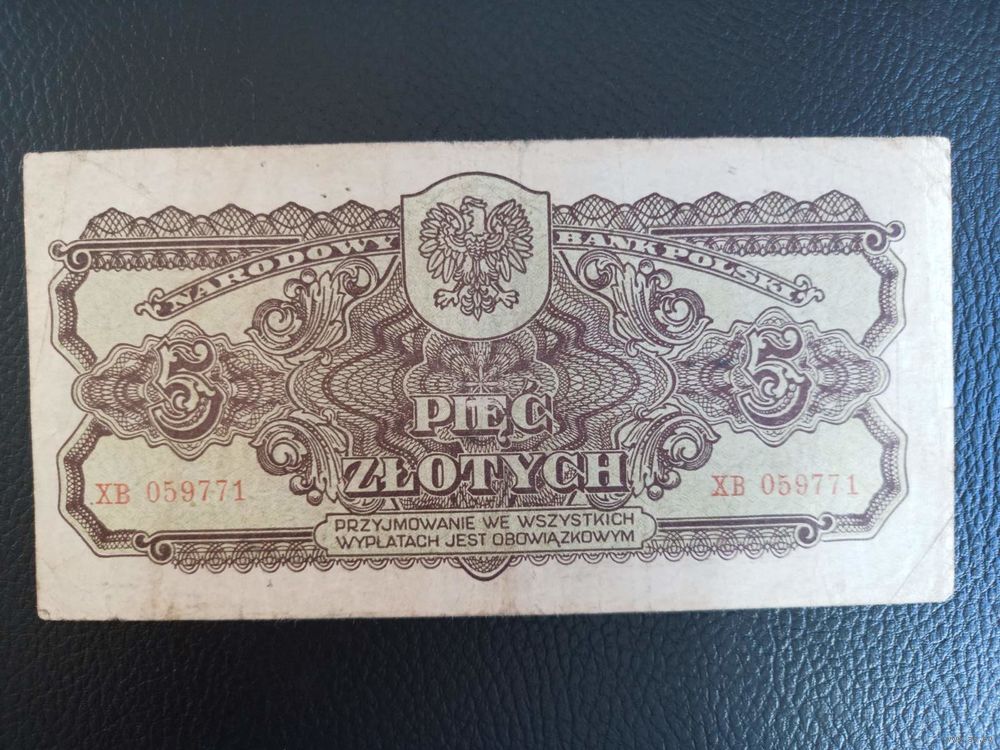 NARODOWY BANK POLSKI
5 5
PIĘĆ
ZŁOTYCH
XB 059771 XB 059771
PRZYJMOWANIE WE WSZYSTKICH
WYPŁATACH JEST OBOWIĄZKOWYM